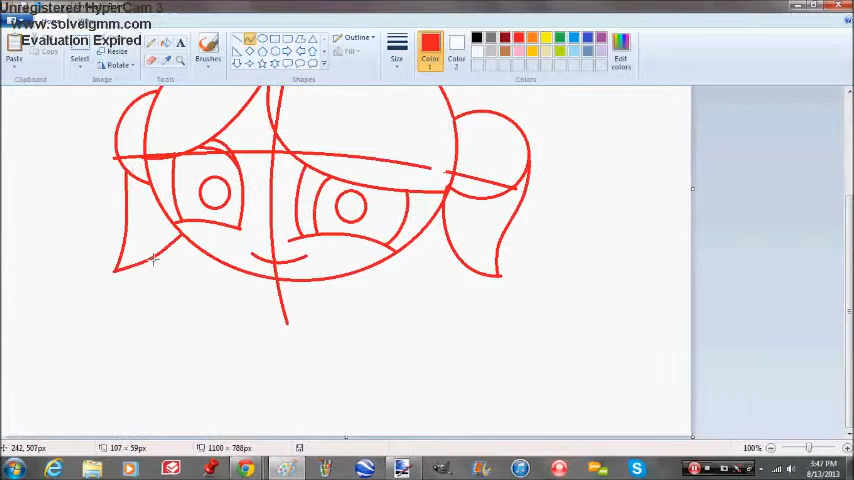 Unregistered HyperCam 3
www.solveigmm.com
Evaluation Expired
Paste
Select
Resize
Rotate
Brushes
Outline
Fill
Size
Color 1
Color 2
Edit colors
Clipboard
Image
Tools
Shapes
Colors
242, 507px
107 × 59px
1100 × 788px
100%
3:47 PM
8/13/2013